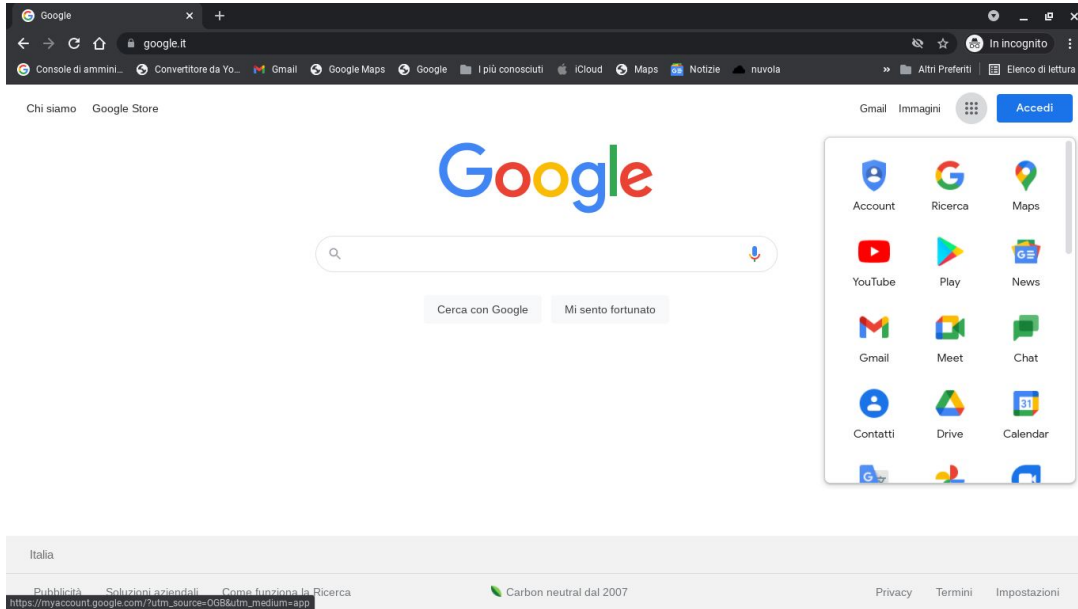 Google
google.it
In incognito
Console di ammini... Convertitore da Yo... Gmail Google Maps Google I più conosciuti iCloud Maps Notizie nuvola » Altri Preferiti Elenco di lettura
Chi siamo Google Store Gmail Immagini Accedi
Google
Cerca con Google Mi sento fortunato
Account Ricerca Maps
YouTube Play News
Gmail Meet Chat
31
Contatti Drive Calendar
Italia
Pubblicità Soluzioni aziendali Come funziona la Ricerca Carbon neutral dal 2007 Privacy Termini Impostazioni
https://myaccount.google.com/?utm_source=OGB&utm_medium=app